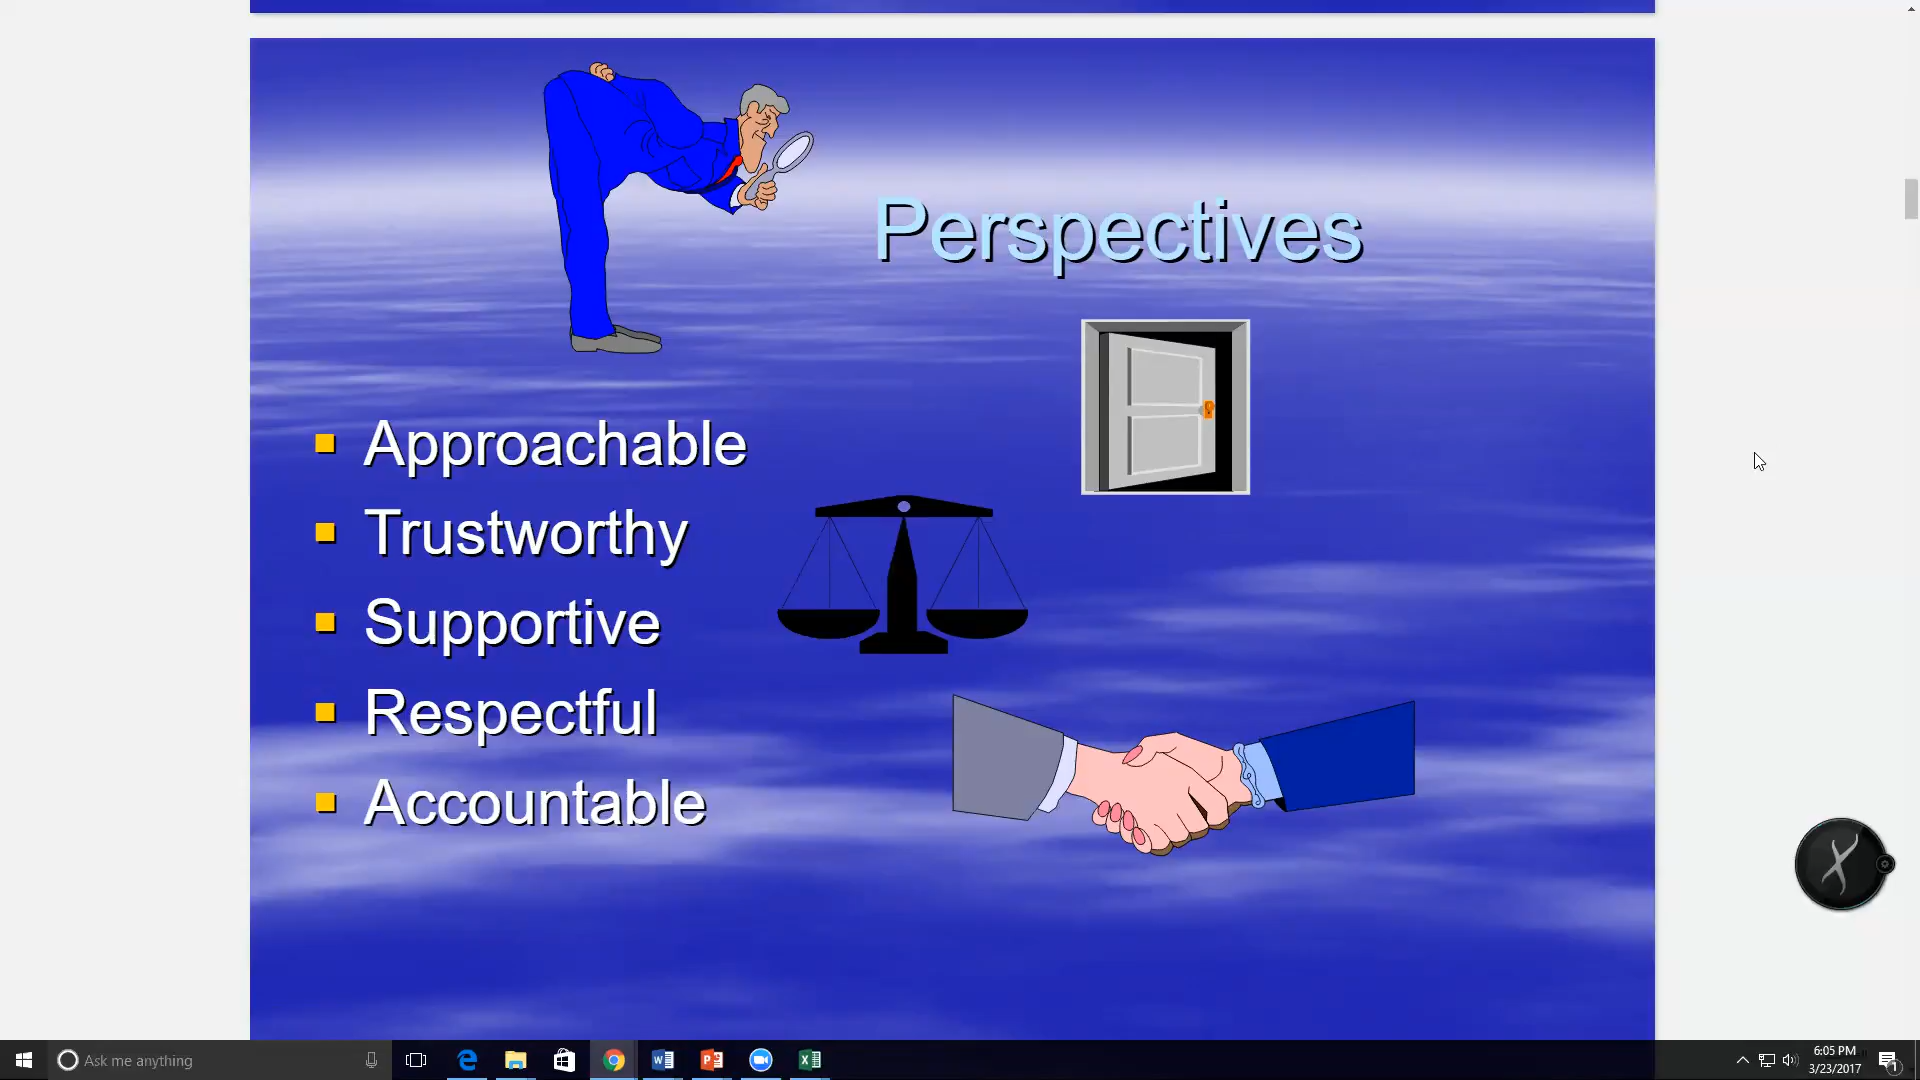 Perspectives
Approachable
Trustworthy
Supportive
Respectful
Accountable
Ask me anything
6:05 PM
3/23/2017